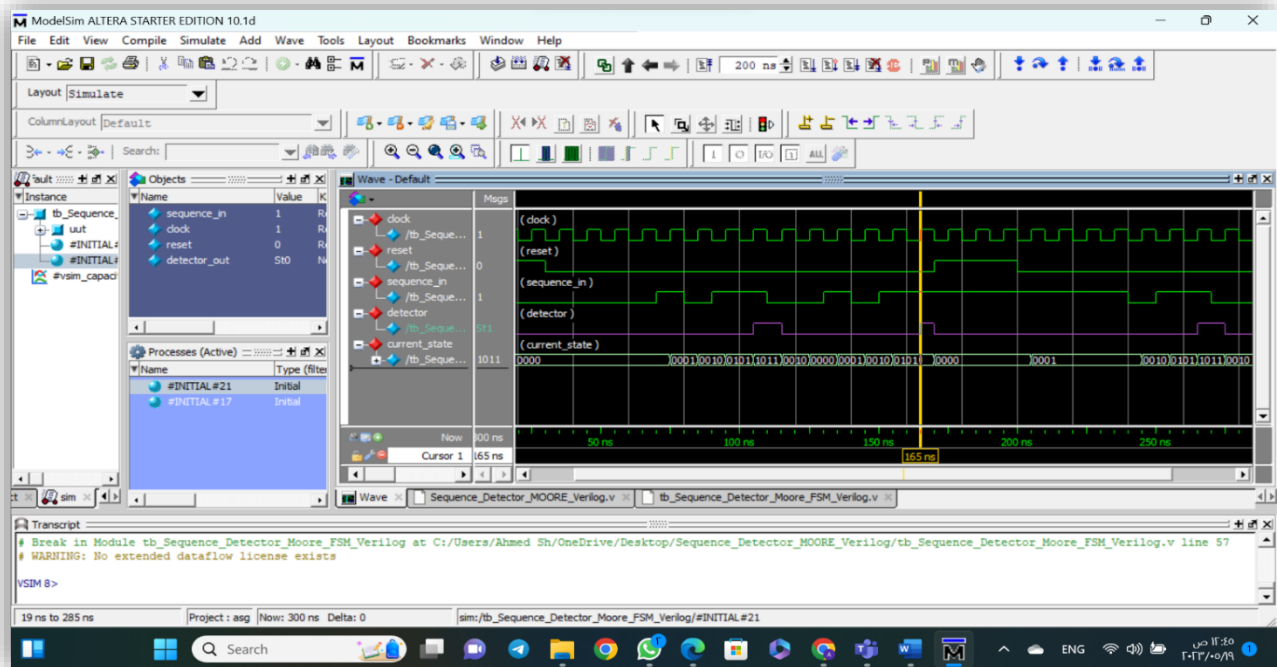 ModelSim ALTERA STARTER EDITION 10.1d
File Edit View Compile Simulate Add Wave Tools Layout Bookmarks Window Help
200 ns
Layout Simulate
ColumnLayout Default
Search:
Objects
Wave - Default
Instance
Name Value
Msgs
tb_Sequence_
uut
#INITIAL#
#INITIAL#
#vsim_capaci
sequence_in 1
clock 1
reset 0
detector_out St0
Processes (Active)
Name Type (filter
#INITIAL#21 Initial
#INITIAL#17 Initial
clock (clock)
/tb_Seque... 1
reset (reset)
/tb_Seque... 0
sequence_in (sequence_in)
/tb_Seque... 1
detector (detector)
/tb_Seque... St1
current_state (current_state)
/tb_Seque... 1011 0000 0001 0010 0101 1011 0010 0000 0001 0010 0101 0000 0001 0010 0101 1011 0010
Now 300 ns 50 ns 100 ns 150 ns 200 ns 250 ns
Cursor 1 165 ns 165 ns
sim
Wave Sequence_Detector_MOORE_Verilog.v tb_Sequence_Detector_Moore_FSM_Verilog.v
Transcript
# Break in Module tb_Sequence_Detector_Moore_FSM_Verilog at C:/Users/Ahmed Sh/OneDrive/Desktop/Sequence_Detector_MOORE_Verilog/tb_Sequence_Detector_Moore_FSM_Verilog.v line 57
# WARNING: No extended dataflow license exists
VSIM 8>
19 ns to 285 ns Project : asg Now: 300 ns Delta: 0 sim:/tb_Sequence_Detector_Moore_FSM_Verilog/#INITIAL#21
Search
ENG
١٢:٤٥ ص
٢٠٢٣/٠٥/١٩